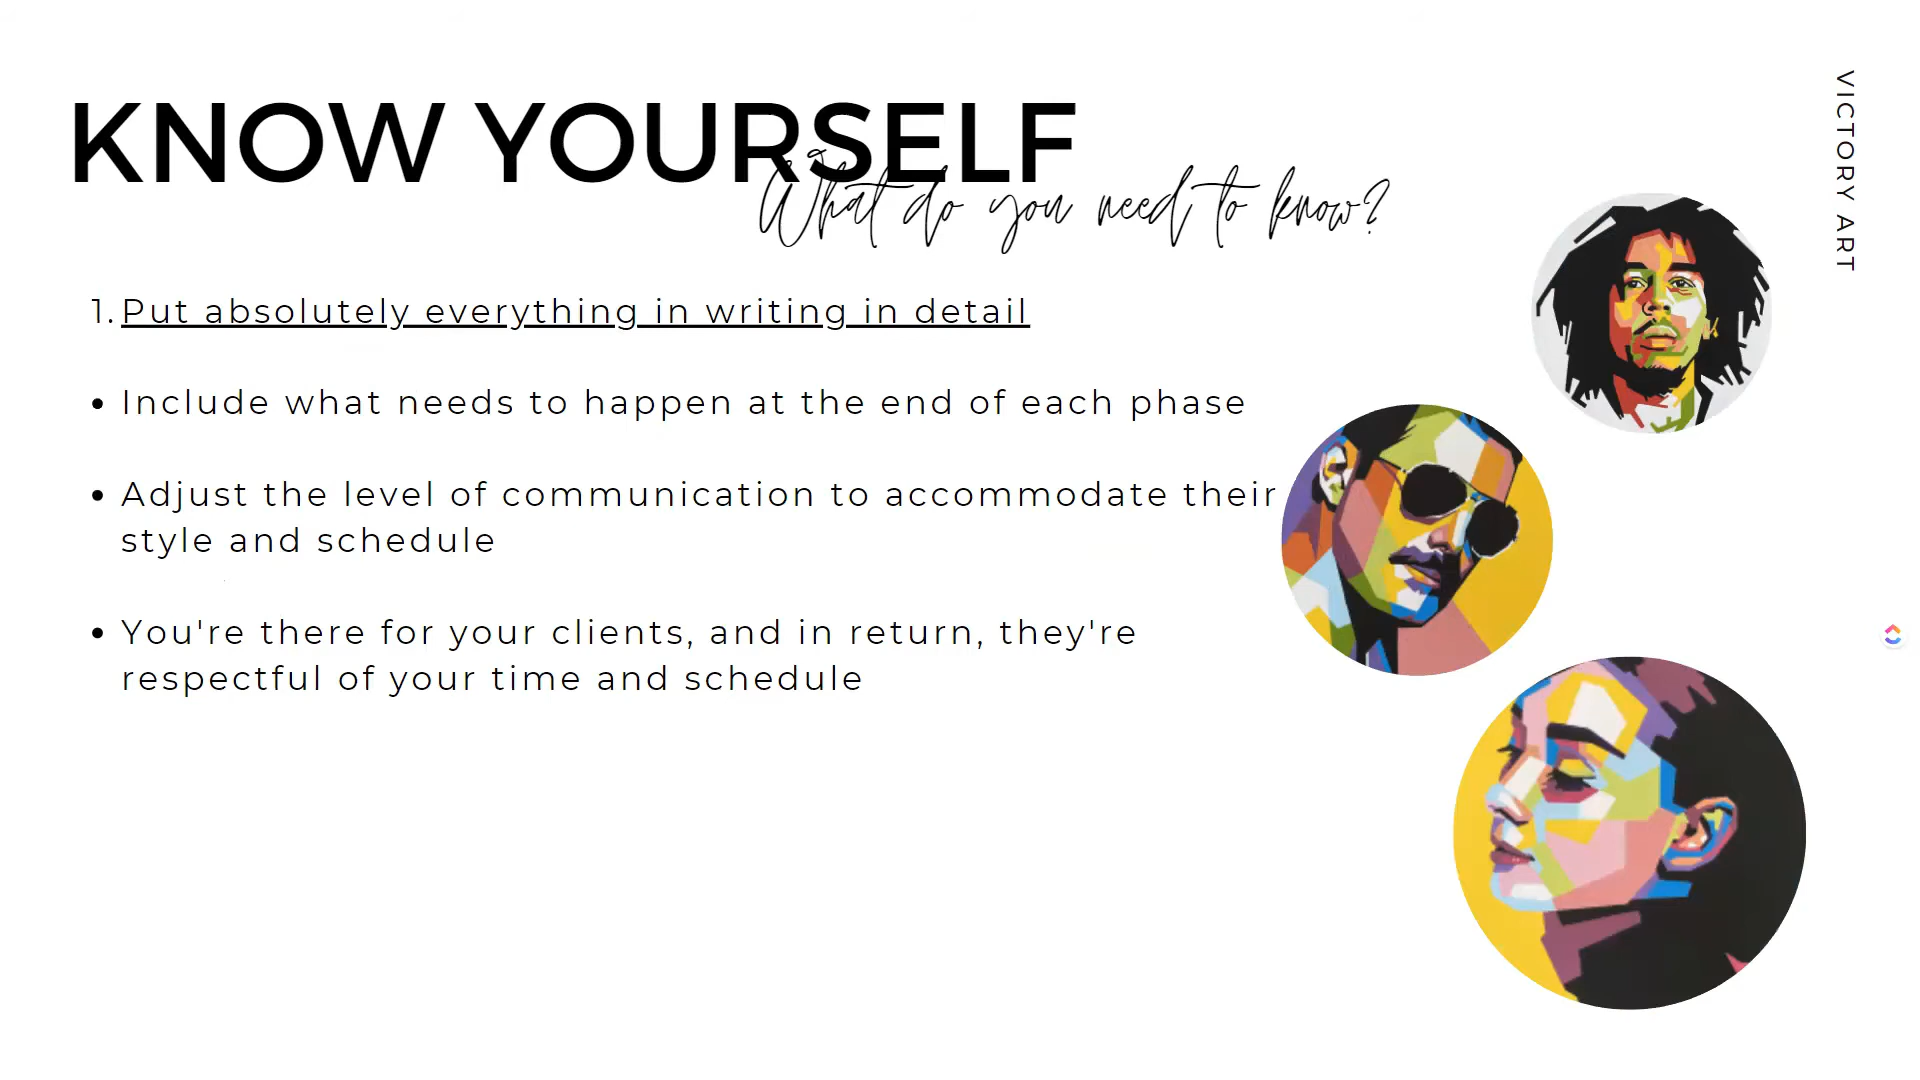 KNOW YOURSELF
What do you need to know?
1. Put absolutely everything in writing in detail
• Include what needs to happen at the end of each phase
• Adjust the level of communication to accommodate their
style and schedule
• You're there for your clients, and in return, they're
respectful of your time and schedule
VICTORY ART